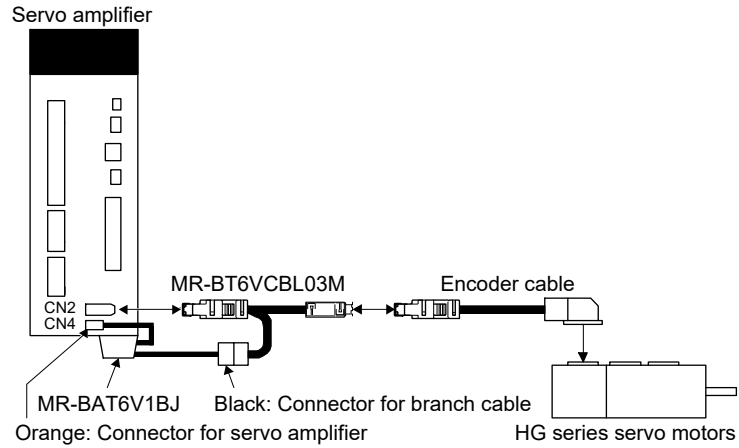 Servo amplifier
MR-BT6VCBL03M
Encoder cable
CN2
CN4
MR-BAT6V1BJ
Black: Connector for branch cable
Orange: Connector for servo amplifier
HG series servo motors